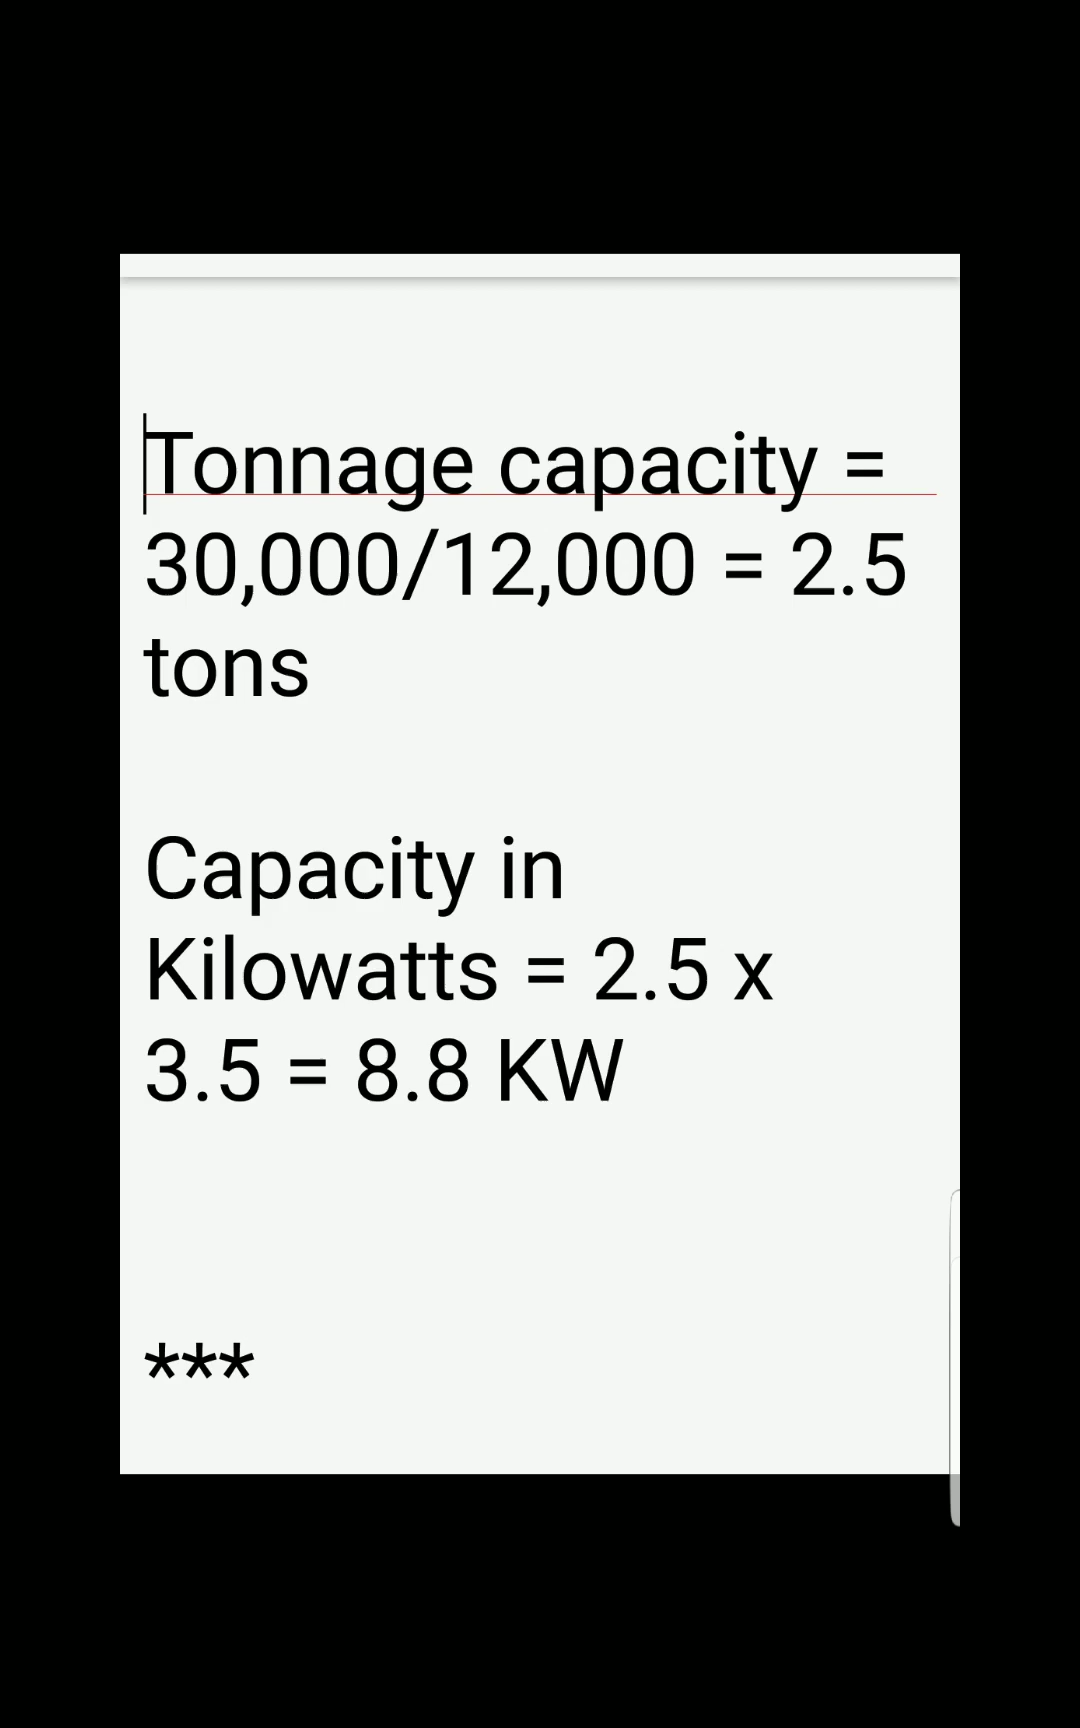 Tonnage capacity =
30,000/12,000 = 2.5
tons
Capacity in
Kilowatts = 2.5 x
3.5 = 8.8 KW
***